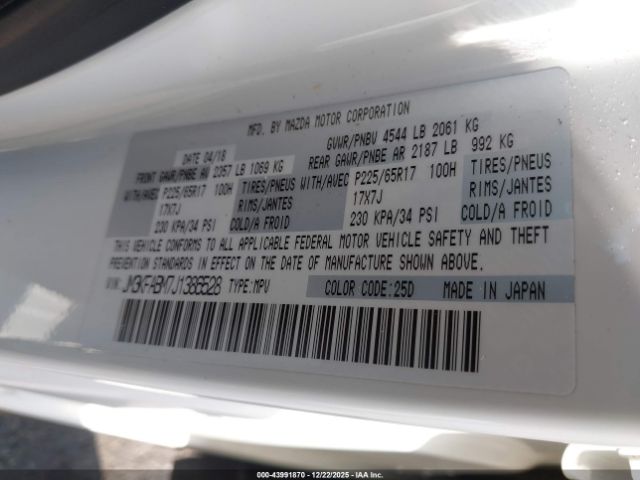 MFD. BY MAZDA MOTOR CORPORATION
DATE 04/18 GVWR/PNBV 4544 LB 2061 KG
FRONT GAWR/PNBE AV 2357 LB 1069 KG REAR GAWR/PNBE AR 2187 LB 992 KG
WITH/AVEC P225/65R17 100H TIRES/PNEUS WITH/AVEC P225/65R17 100H TIRES/PNEUS
17X7J RIMS/JANTES 17X7J RIMS/JANTES
230 KPA/34 PSI COLD/A FROID 230 KPA/34 PSI COLD/A FROID
THIS VEHICLE CONFORMS TO ALL APPLICABLE FEDERAL MOTOR VEHICLE SAFETY AND THEFT
PREVENTION STANDARDS IN EFFECT ON THE DATE OF MANUFACTURE SHOWN ABOVE.
VIN: JM3KFABM7J1385528 TYPE:MPV COLOR CODE:25D MADE IN JAPAN
00-43991870 - 12/22/2025 - IAAI.COM